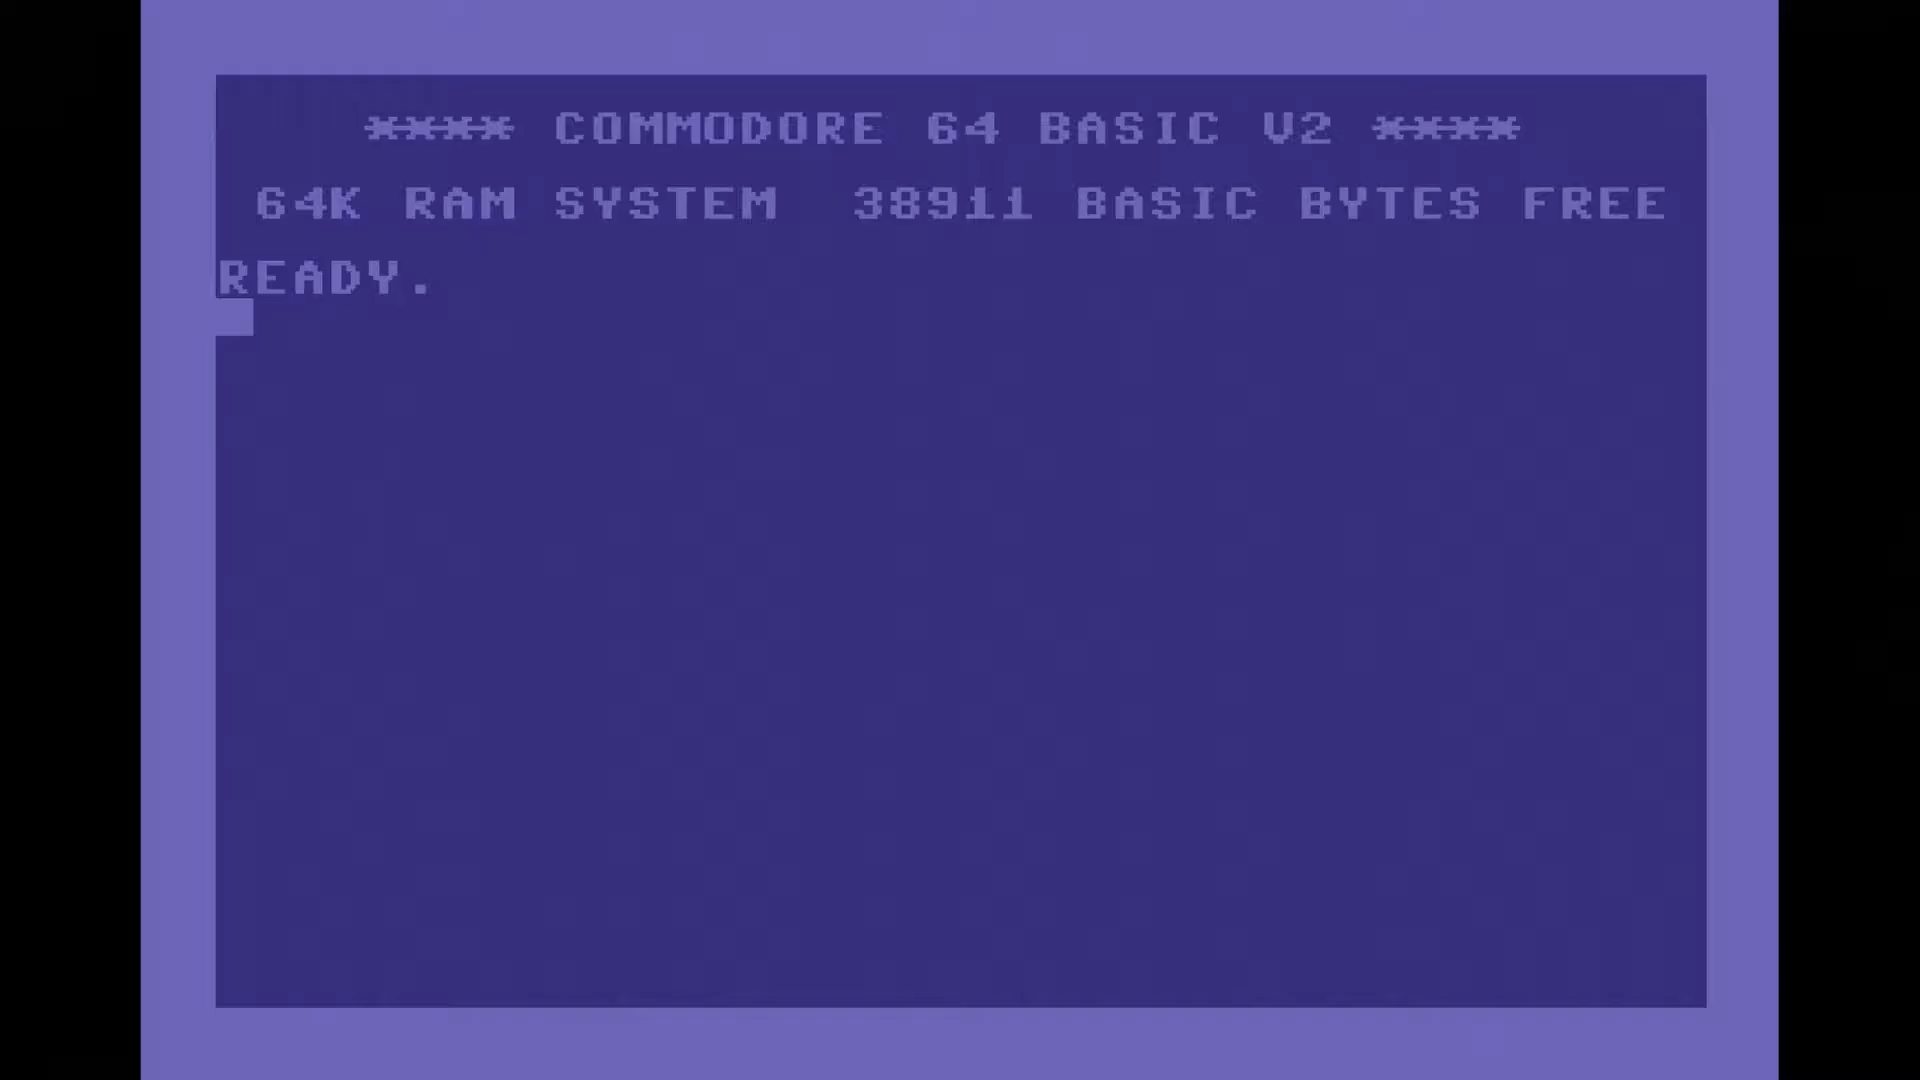 **** COMMODORE 64 BASIC V2 ****
64K RAM SYSTEM  38911 BASIC BYTES FREE
READY.